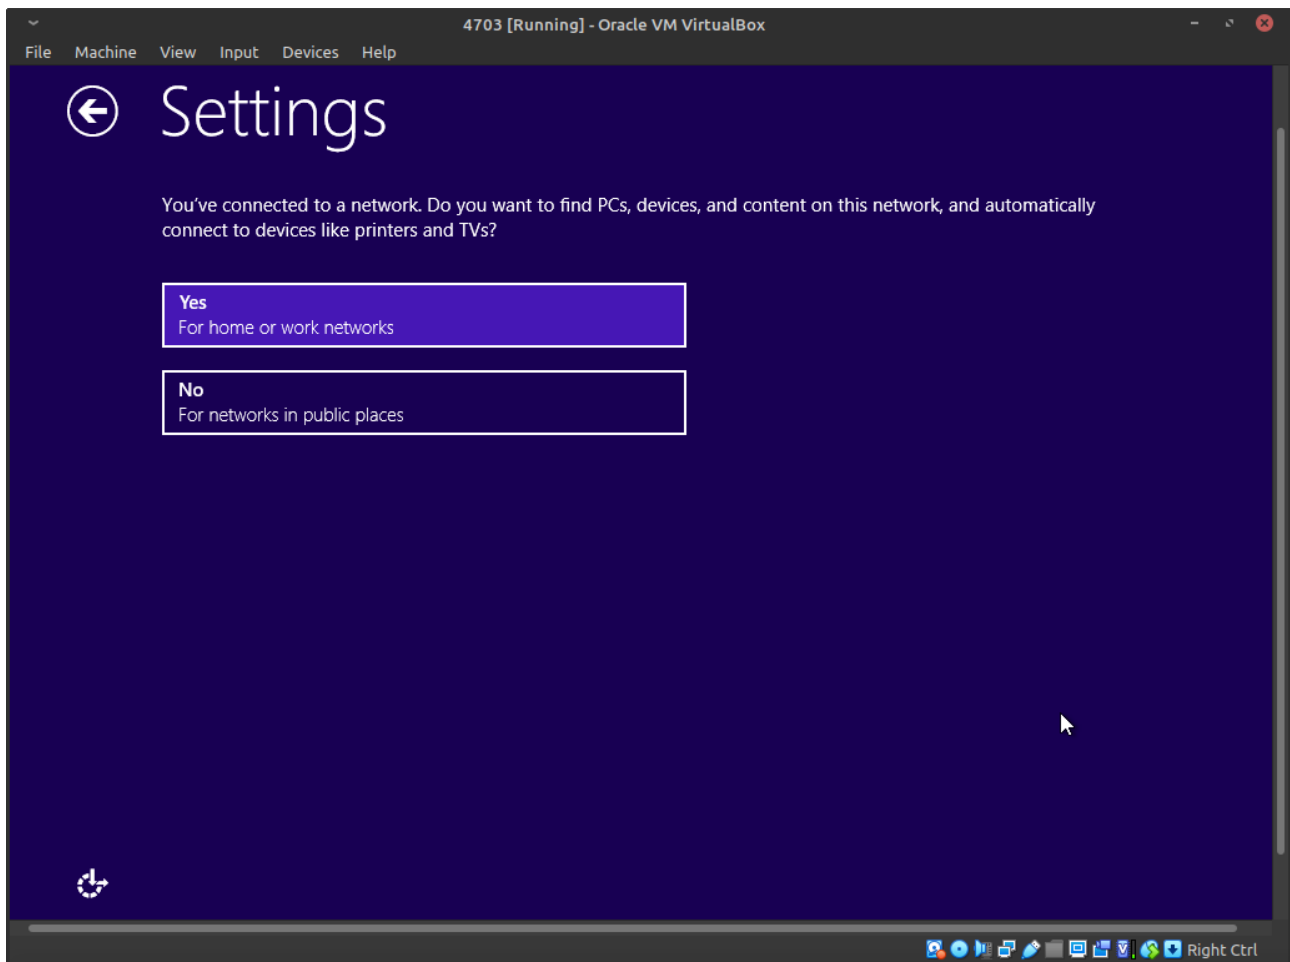 4703 [Running] - Oracle VM VirtualBox
File Machine View Input Devices Help
Settings
You've connected to a network. Do you want to find PCs, devices, and content on this network, and automatically
connect to devices like printers and TVs?
Yes
For home or work networks
No
For networks in public places
Right Ctrl